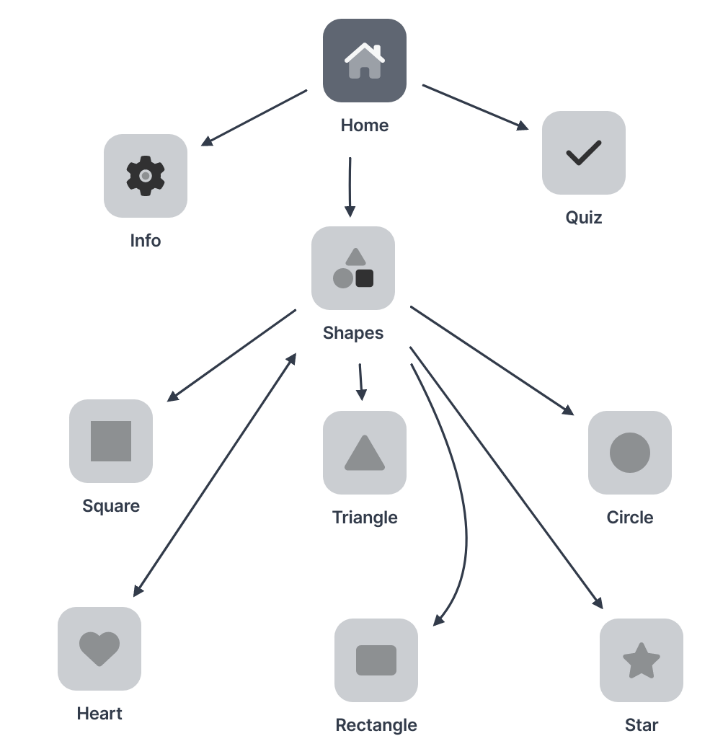 Home
Info
Quiz
Shapes
Square
Triangle
Circle
Heart
Rectangle
Star